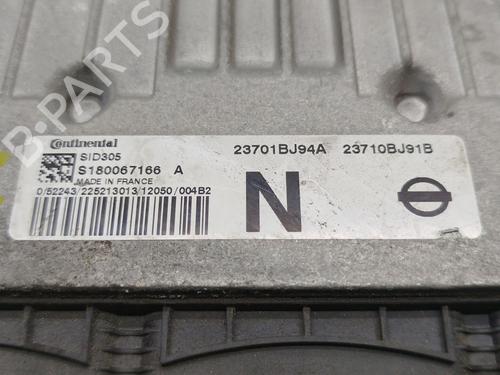 B-PARTS
Continental
SID305
S180067166 A
MADE IN FRANCE
0/52243/225213013/12050/004B2
23701BJ94A 23710BJ91B
N